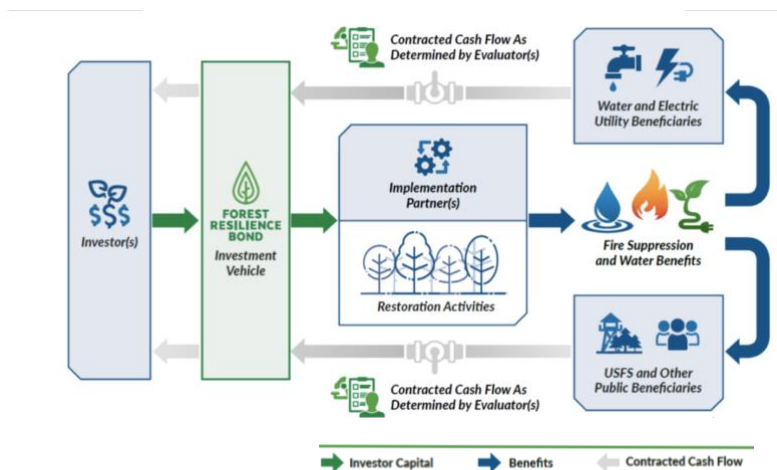 Contracted Cash Flow As
Determined by Evaluator(s)
Water and Electric
Utility Beneficiaries
Implementation
Partner(s)
$$$
Investor(s)
FOREST
RESILIENCE
BOND
Investment
Vehicle
Fire Suppression
and Water Benefits
Restoration Activities
USFS and Other
Public Beneficiaries
Contracted Cash Flow As
Determined by Evaluator(s)
Investor Capital
Benefits
Contracted Cash Flow